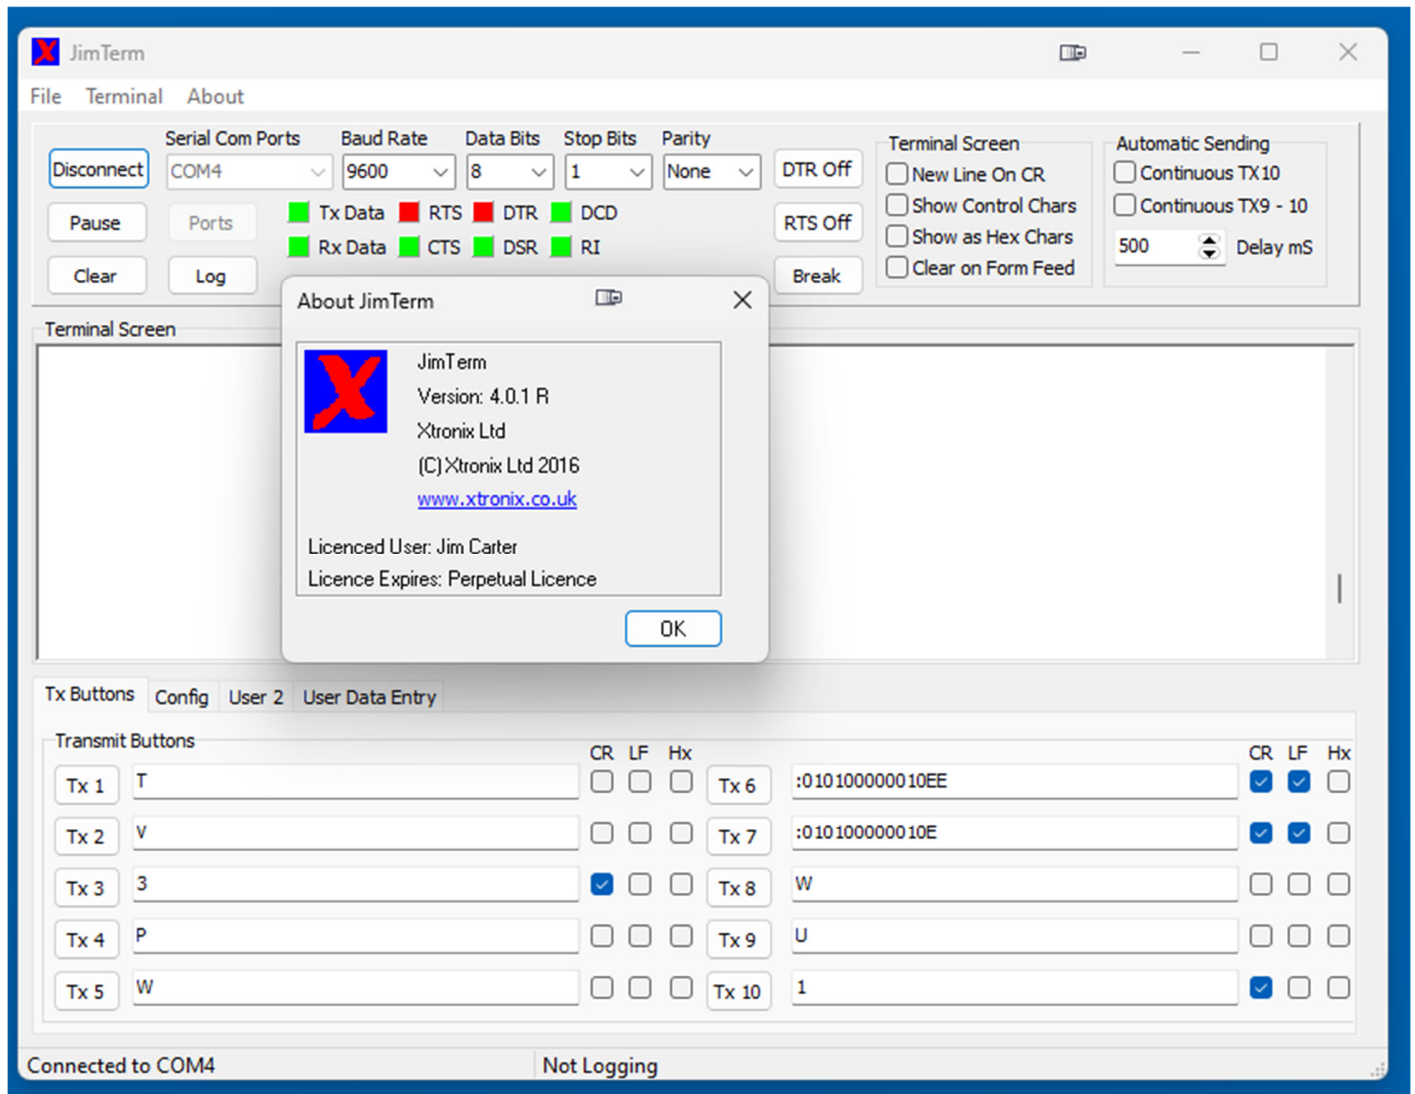 JimTerm
File Terminal About
Serial Com Ports Baud Rate Data Bits Stop Bits Parity
Disconnect COM4 9600 8 1 None DTR Off
Pause Ports Tx Data RTS DTR DCD RTS Off
Rx Data CTS DSR RI
Clear Log Break
Terminal Screen
New Line On CR
Show Control Chars
Show as Hex Chars
Clear on Form Feed
Automatic Sending
Continuous TX10
Continuous TX9 - 10
500 Delay mS
Terminal Screen
About JimTerm
X
JimTerm
Version: 4.0.1 R
Xtronix Ltd
(C) Xtronix Ltd 2016
www.xtronix.co.uk
Licenced User: Jim Carter
Licence Expires: Perpetual Licence
OK
Tx Buttons Config User 2 User Data Entry
Transmit Buttons
CR LF Hx CR LF Hx
Tx 1 T Tx 6 :010100000010EE
Tx 2 V Tx 7 :010100000010E
Tx 3 3 Tx 8 W
Tx 4 P Tx 9 U
Tx 5 W Tx 10 1
Connected to COM4 Not Logging